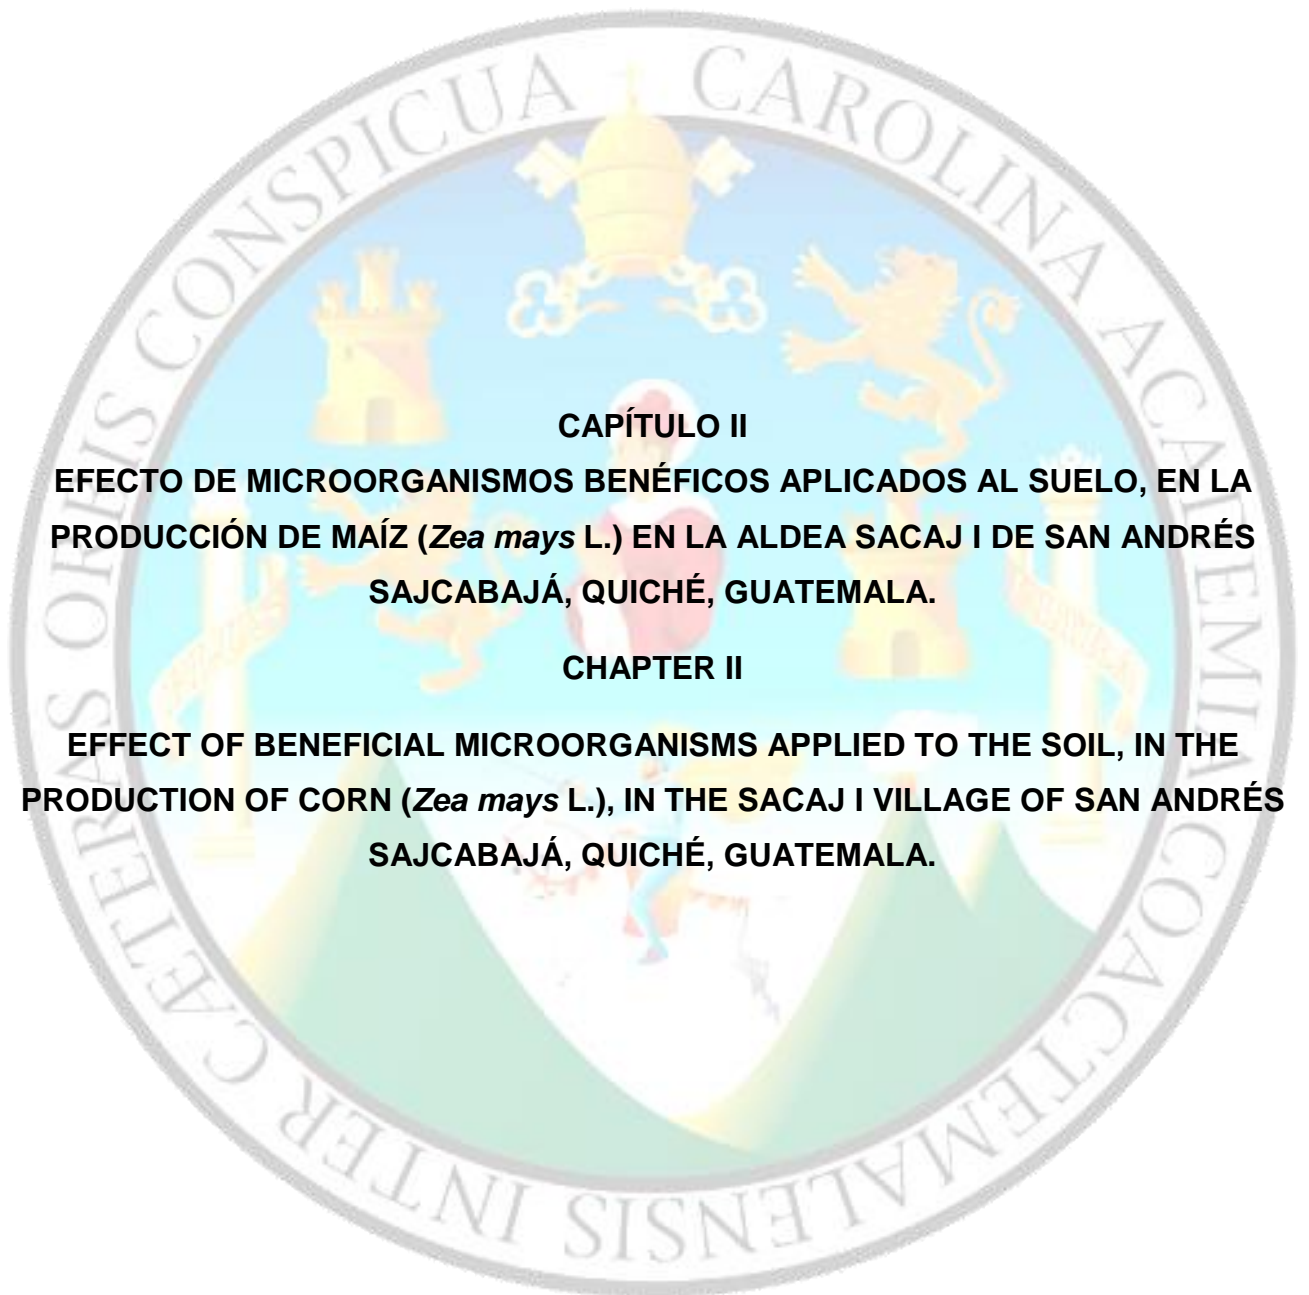 CAROLINA ACADEMIA COACTEMALENSIS INTER CÆTERAS ORBIS CONSPICUA
CAPÍTULO II
EFECTO DE MICROORGANISMOS BENÉFICOS APLICADOS AL SUELO, EN LA
PRODUCCIÓN DE MAÍZ (Zea mays L.) EN LA ALDEA SACAJ I DE SAN ANDRÉS
SAJCABAJÁ, QUICHÉ, GUATEMALA.
CHAPTER II
EFFECT OF BENEFICIAL MICROORGANISMS APPLIED TO THE SOIL, IN THE
PRODUCTION OF CORN (Zea mays L.), IN THE SACAJ I VILLAGE OF SAN ANDRÉS
SAJCABAJÁ, QUICHÉ, GUATEMALA.